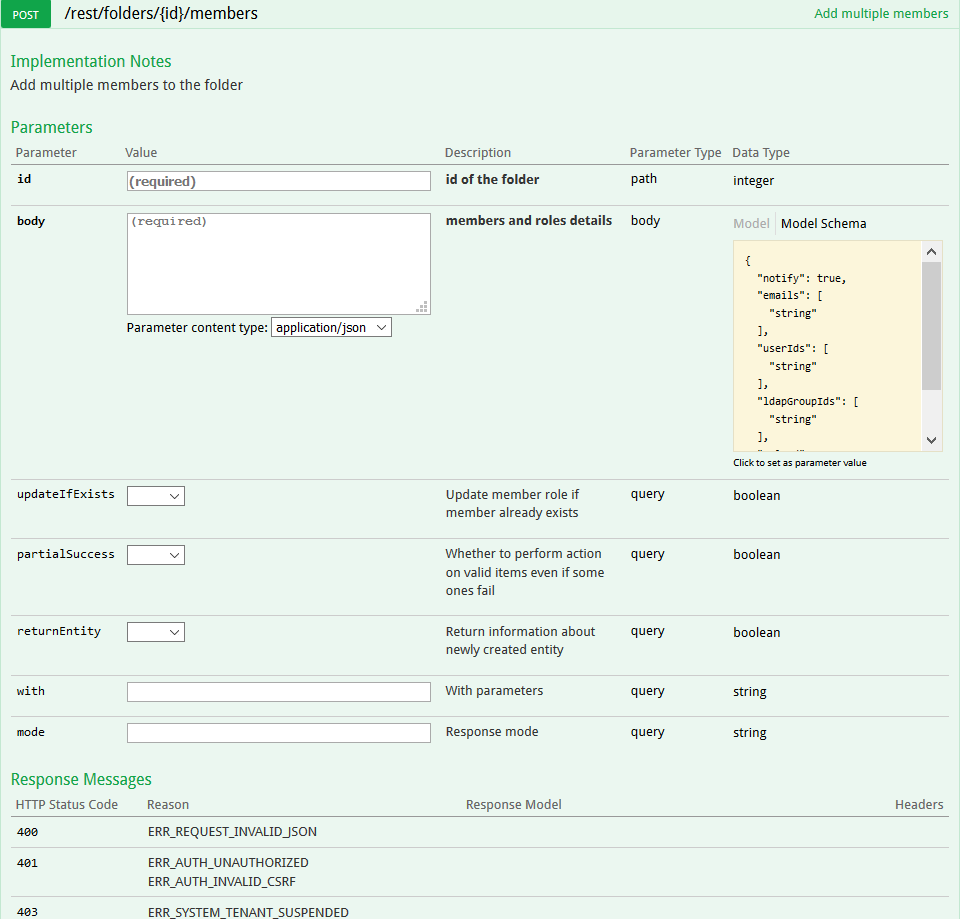 POST /rest/folders/{id}/members Add multiple members
Implementation Notes
Add multiple members to the folder
Parameters
Parameter Value Description Parameter Type Data Type
id (required) id of the folder path integer
body (required) members and roles details body Model Model Schema
{
"notify": true,
"emails": [
"string"
],
"userIds": [
"string"
],
"ldapGroupIds": [
"string"
],
Parameter content type: application/json
Click to set as parameter value
updateIfExists Update member role if query boolean
member already exists
partialSuccess Whether to perform action query boolean
on valid items even if some
ones fail
returnEntity Return information about query boolean
newly created entity
with With parameters query string
mode Response mode query string
Response Messages
HTTP Status Code Reason Response Model Headers
400 ERR_REQUEST_INVALID_JSON
401 ERR_AUTH_UNAUTHORIZED
ERR_AUTH_INVALID_CSRF
403 ERR_SYSTEM_TENANT_SUSPENDED